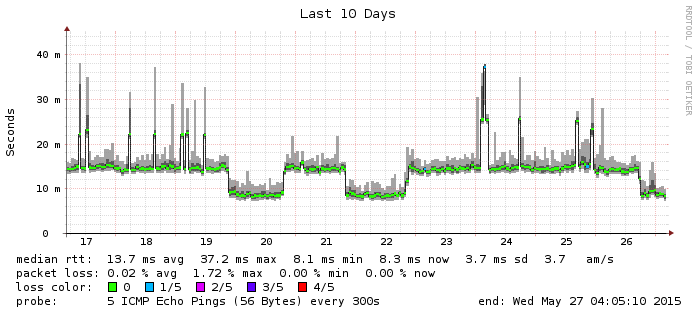 Last 10 Days
RRDTOOL / TOBI OETIKER
Seconds
40 m
30 m
20 m
10 m
0
17 18 19 20 21 22 23 24 25 26
median rtt: 13.7 ms avg 37.2 ms max 8.1 ms min 8.3 ms now 3.7 ms sd 3.7 am/s
packet loss: 0.02 % avg 1.72 % max 0.00 % min 0.00 % now
loss color: 0 1/5 2/5 3/5 4/5
probe: 5 ICMP Echo Pings (56 Bytes) every 300s end: Wed May 27 04:05:10 2015